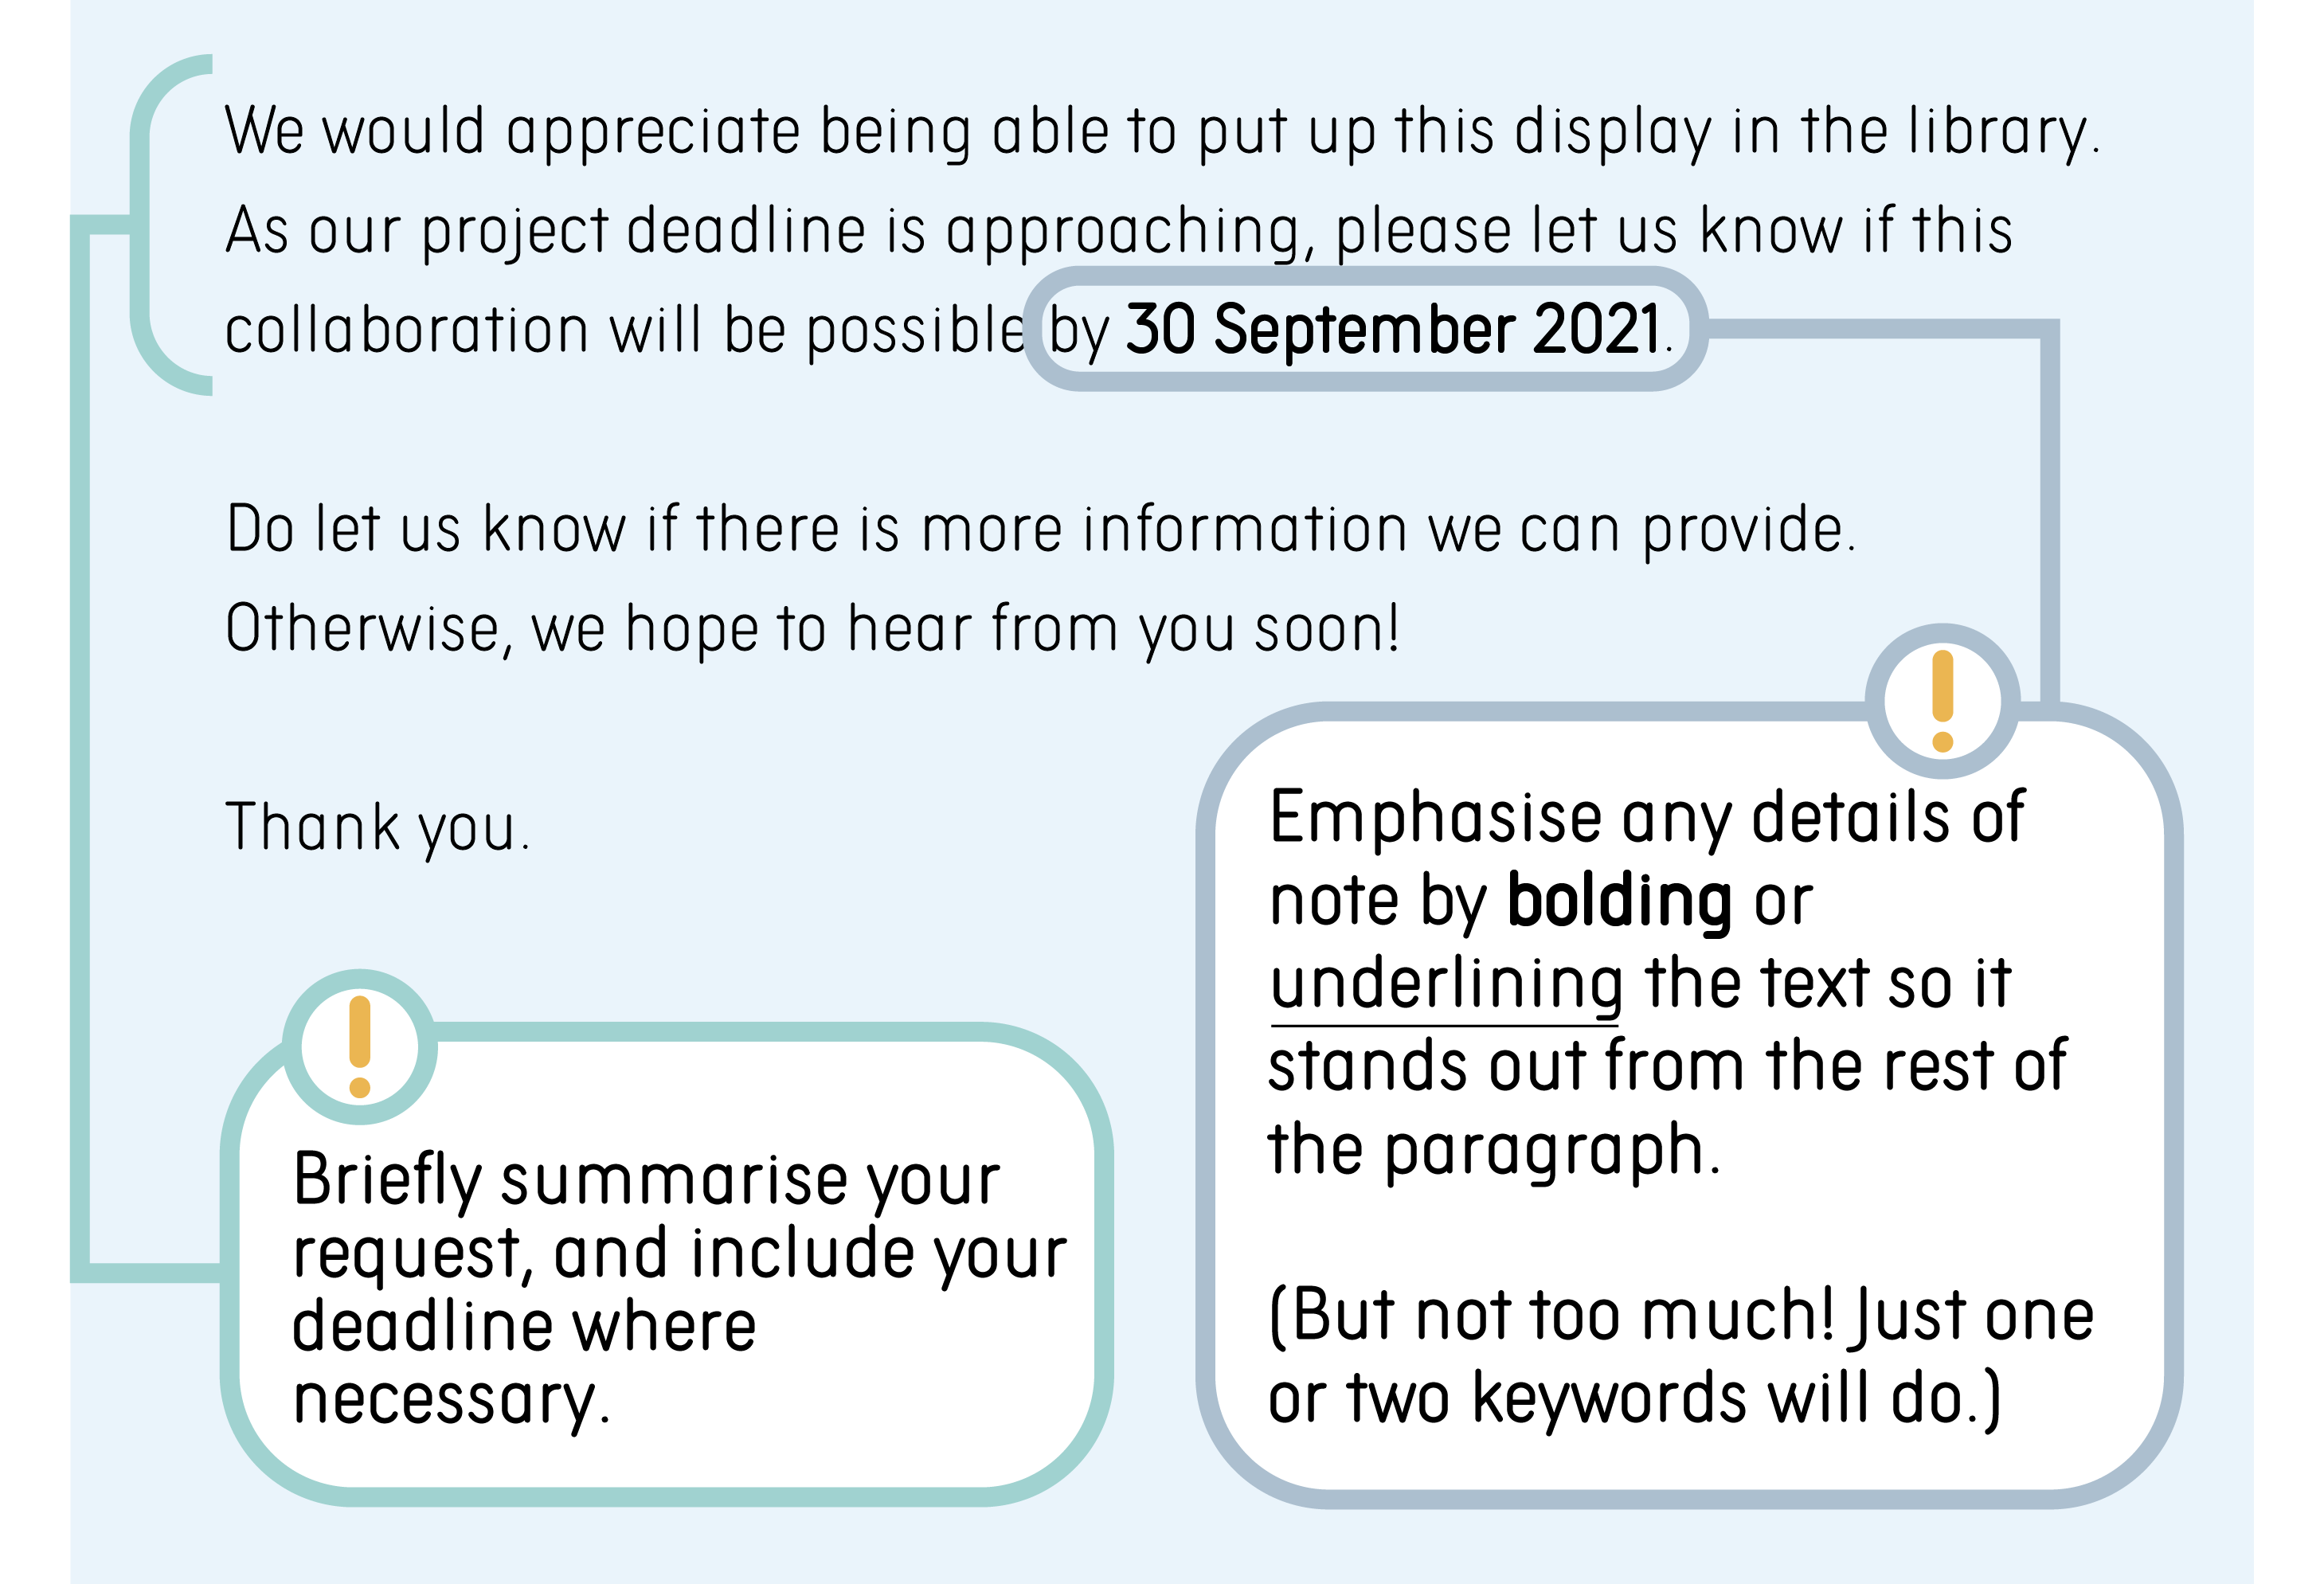 We would appreciate being able to put up this display in the library.
As our project deadline is approaching, please let us know if this
collaboration will be possible by 30 September 2021.
Do let us know if there is more information we can provide.
Otherwise, we hope to hear from you soon!
Thank you.
Briefly summarise your
request, and include your
deadline where
necessary.
Emphasise any details of
note by bolding or
underlining the text so it
stands out from the rest of
the paragraph.
(But not too much! Just one
or two keywords will do.)